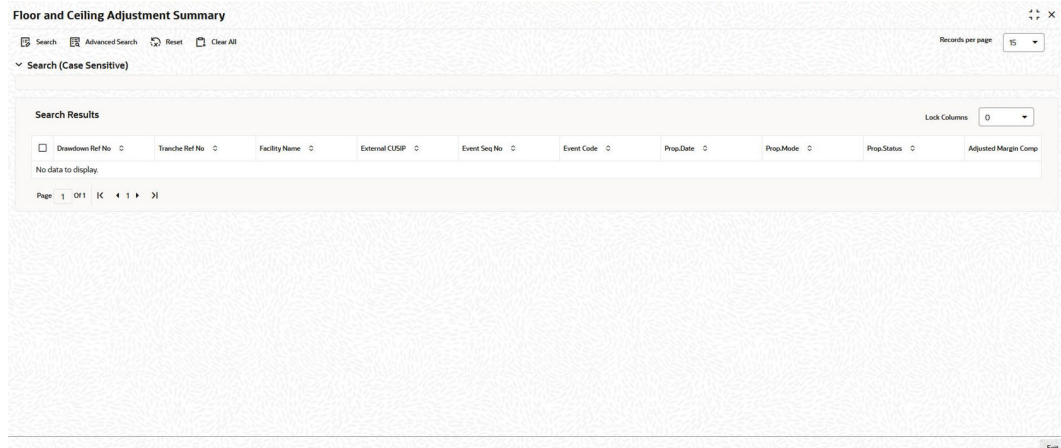 Floor and Ceiling Adjustment Summary
Search Advanced Search Reset Clear All Records per page 15
Search (Case Sensitive)
Search Results
Lock Columns 0
Drawdown Ref No Tranche Ref No Facility Name External CUSIP Event Seq No Event Code Prop.Date Prop.Mode Prop.Status Adjusted Margin Comp
No data to display.
Page 1 Of 1 1
Exit